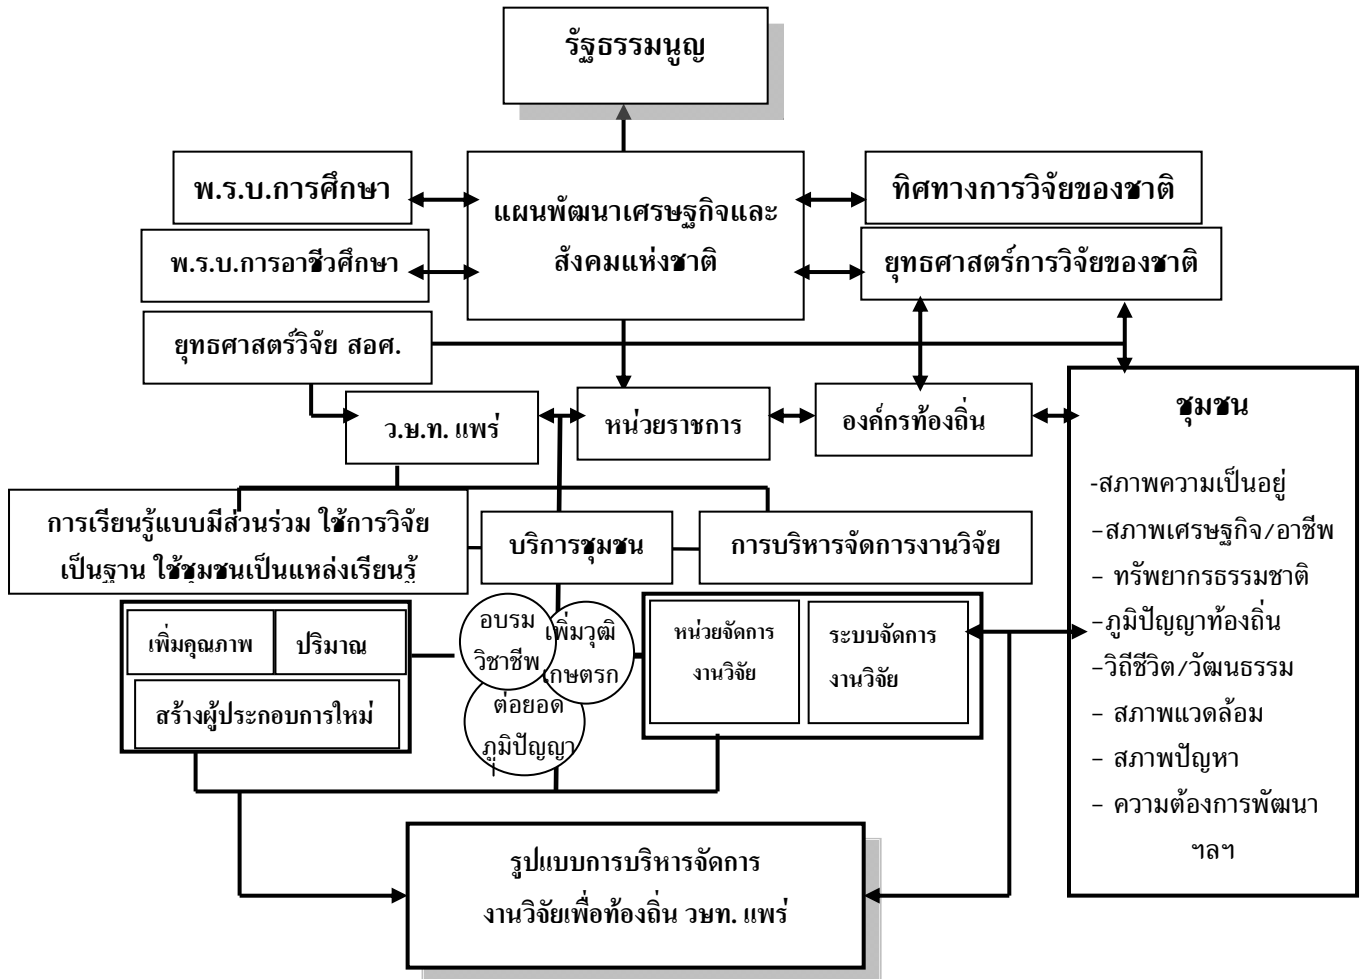 รัฐธรรมนูญ
พ.ร.บ.การศึกษา
แผนพัฒนาเศรษฐกิจและ
สังคมแห่งชาติ
ทิศทางการวิจัยของชาติ
พ.ร.บ.การอาชีวศึกษา
ยุทธศาสตร์การวิจัยของชาติ
ยุทธศาสตร์วิจัย สอศ.
ว.ษ.ท. แพร่
หน่วยราชการ
องค์กรท้องถิ่น
ชุมชน
-สภาพความเป็นอยู่
–สภาพเศรษฐกิจ/อาชีพ
– ทรัพยากรธรรมชาติ
–ภูมิปัญญาท้องถิ่น
–วิถีชีวิต/วัฒนธรรม
– สภาพแวดล้อม
– สภาพปัญหา
– ความต้องการพัฒนา
ฯลฯ
การเรียนรู้แบบมีส่วนร่วม ใช้การวิจัย
เป็นฐาน ใช้ชุมชนเป็นแหล่งเรียนรู้
บริการชุมชน
การบริหารจัดการงานวิจัย
เพิ่มคุณภาพ
ปริมาณ
สร้างผู้ประกอบการใหม่
อบรม
วิชาชีพ
เพิ่มวุฒิ
เกษตรก
ต่อยอด
ภูมิปัญญา
หน่วยจัดการ
งานวิจัย
ระบบจัดการ
งานวิจัย
รูปแบบการบริหารจัดการ
งานวิจัยเพื่อท้องถิ่น วษท. แพร่